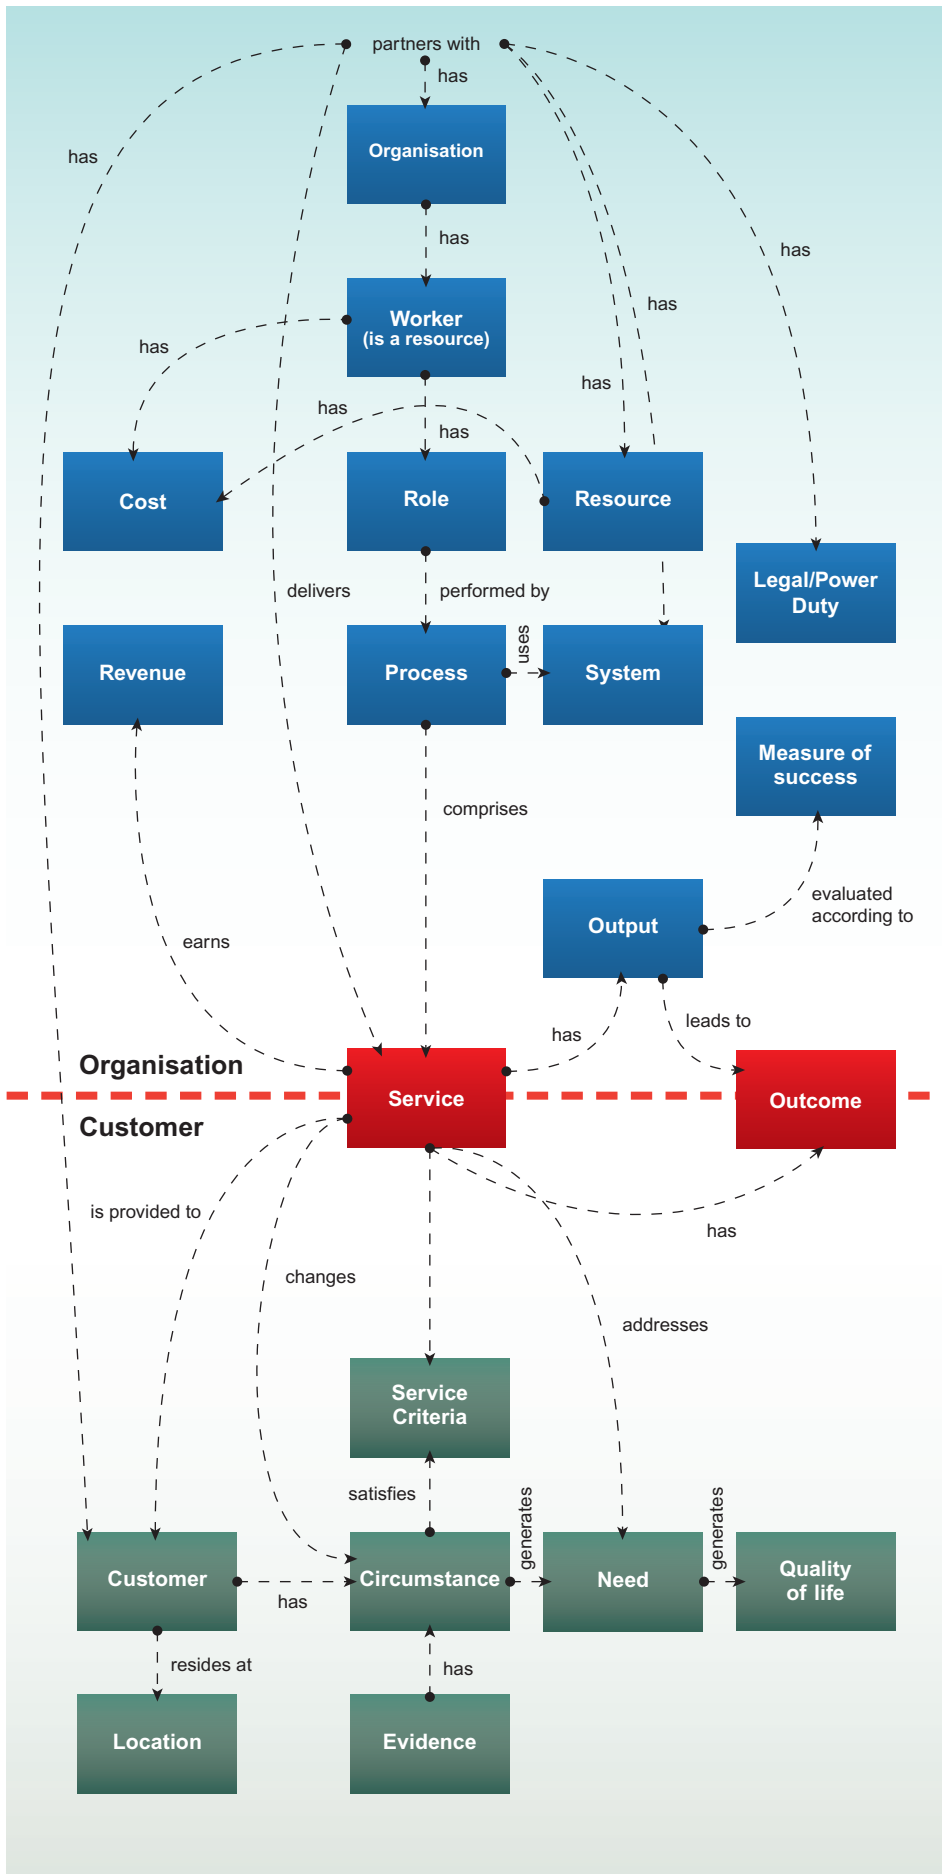 partners with
has
Organisation
has
has
has
Worker
(is a resource)
has
has
has
has
has
has
Cost
Role
Resource
delivers
performed by
Legal/Power
Duty
uses
Revenue
Process
System
Measure of
success
comprises
evaluated
according to
Output
earns
leads to
has
Organisation
Service
Outcome
Customer
is provided to
has
changes
addresses
Service
Criteria
satisfies
generates
generates
Customer
has
Circumstance
Need
Quality
of life
resides at
has
Location
Evidence